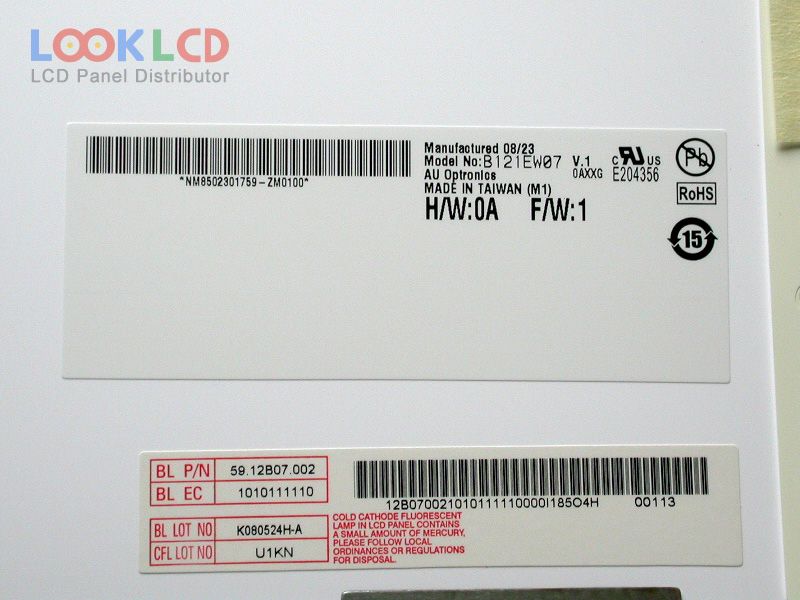 LOOK LCD
LCD Panel Distributor
*NM8502301759-ZM0100*
Manufactured 08/23
Model No:B121EW07 V.1
AU Optronics 0AXXG
MADE IN TAIWAN (M1)
H/W:0A F/W:1
c RU US
E204356
Pb
RoHS
15
BL P/N 59.12B07.002
BL EC 1010111110
12B070021010111110000I185O4H 00113
BL LOT NO K080524H-A
CFL LOT NO U1KN
COLD CATHODE FLUORESCENT
LAMP IN LCD PANEL CONTAINS
A SMALL AMOUNT OF MERCURY,
PLEASE FOLLOW LOCAL
ORDINANCES OR REGULATIONS
FOR DISPOSAL.